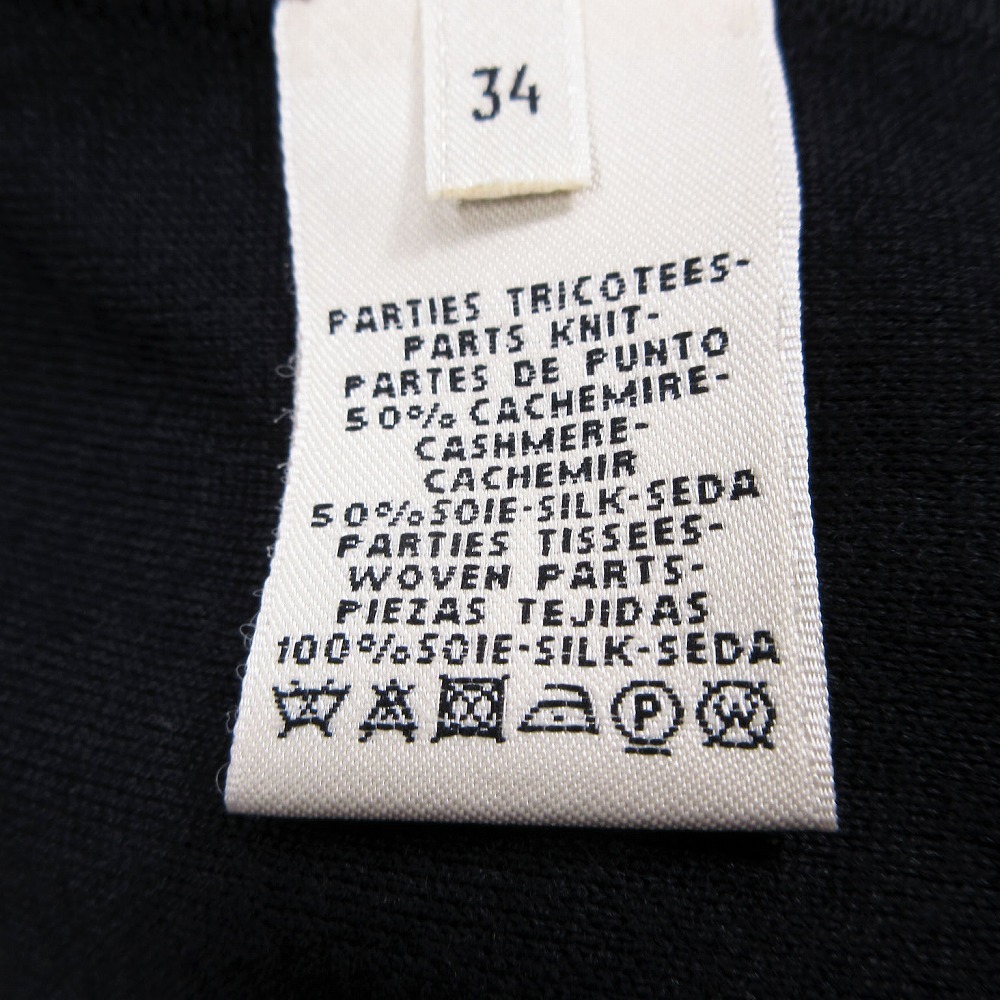 34
PARTIES TRICOTEES-
PARTS KNIT-
PARTES DE PUNTO
50% CACHEMIRE-
CASHMERE-
CACHEMIR
50% SOIE-SILK-SEDA
PARTIES TISSEES-
WOVEN PARTS-
PIEZAS TEJIDAS
100% SOIE-SILK-SEDA
P W